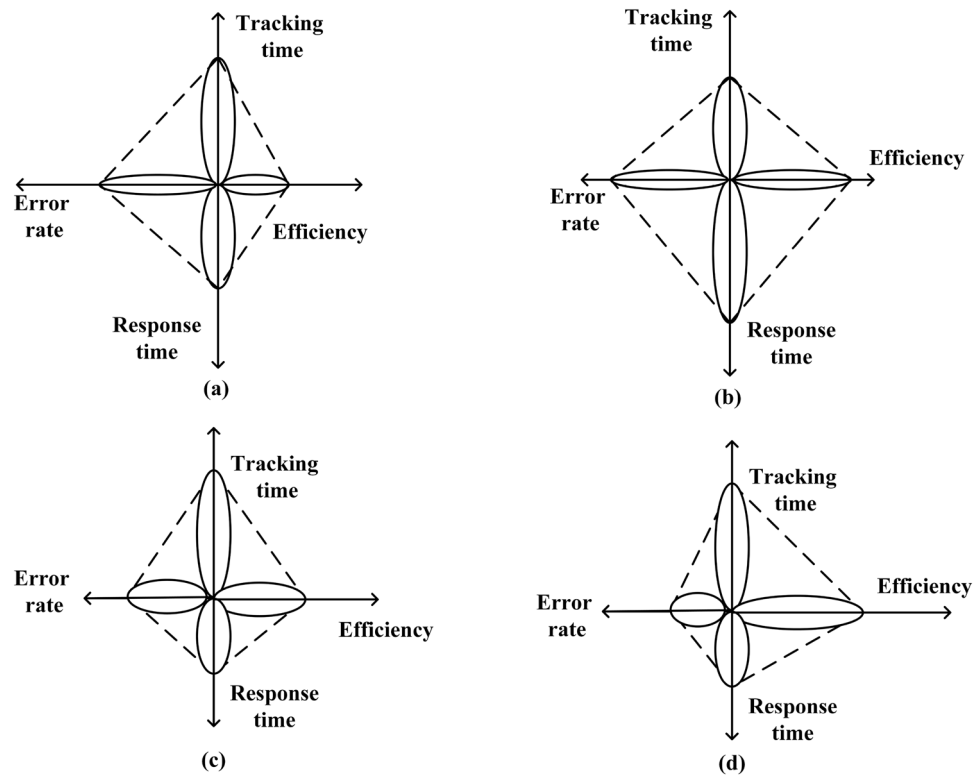 Tracking
time
Error
rate
Efficiency
Response
time
(a)
Tracking
time
Efficiency
Error
rate
Response
time
(b)
Tracking
time
Error
rate
Efficiency
Response
time
(c)
Tracking
time
Efficiency
Error
rate
Response
time
(d)